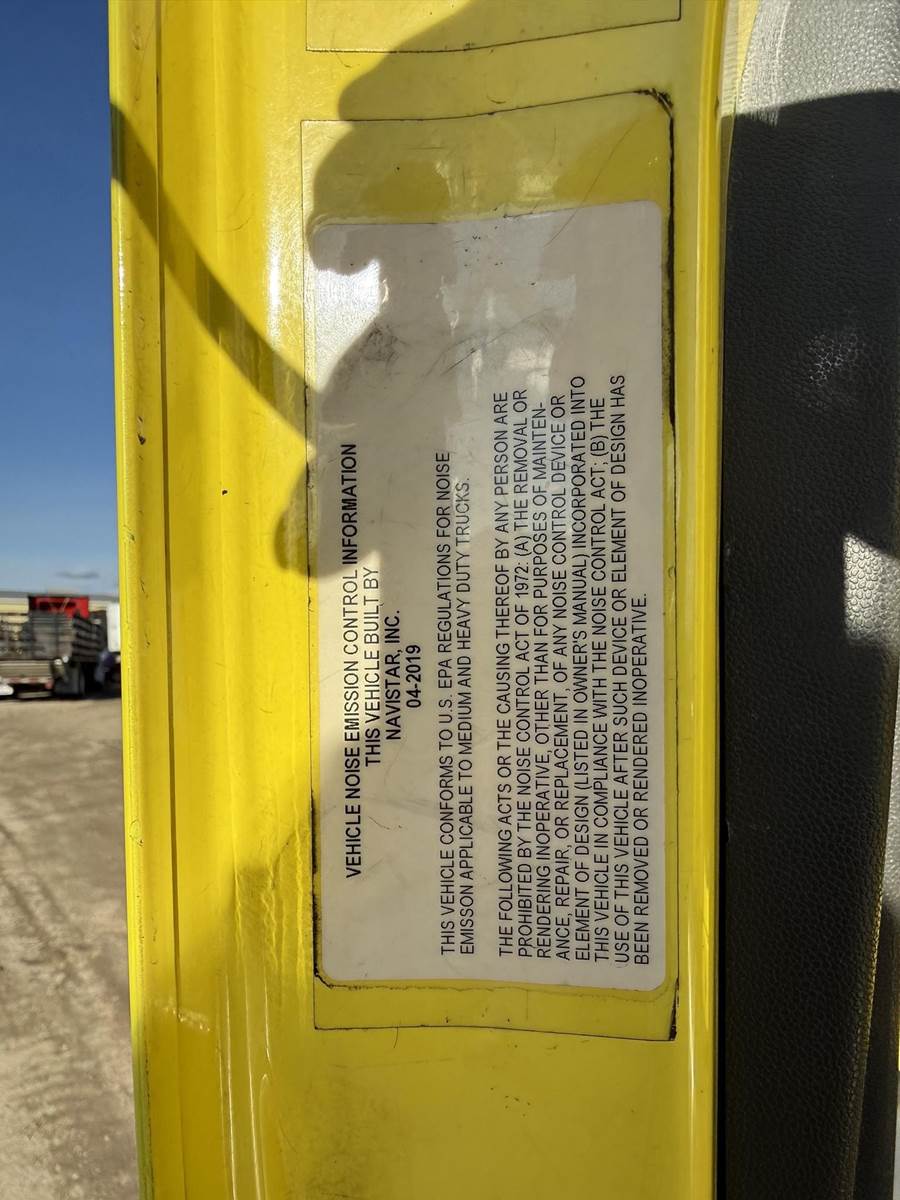 VEHICLE NOISE EMISSION CONTROL INFORMATION
THIS VEHICLE BUILT BY
NAVISTAR, INC.
04-2019
THIS VEHICLE CONFORMS TO U.S. EPA REGULATIONS FOR NOISE
EMISSON APPLICABLE TO MEDIUM AND HEAVY DUTY TRUCKS.
THE FOLLOWING ACTS OR THE CAUSING THEREOF BY ANY PERSON ARE
PROHIBITED BY THE NOISE CONTROL ACT OF 1972: (A) THE REMOVAL OR
RENDERING INOPERATIVE, OTHER THAN FOR PURPOSES OF MAINTEN-
ANCE, REPAIR, OR REPLACEMENT, OF ANY NOISE CONTROL DEVICE OR
ELEMENT OF DESIGN (LISTED IN OWNER'S MANUAL) INCORPORATED INTO
THIS VEHICLE IN COMPLIANCE WITH THE NOISE CONTROL ACT; (B) THE
USE OF THIS VEHICLE AFTER SUCH DEVICE OR ELEMENT OF DESIGN HAS
BEEN REMOVED OR RENDERED INOPERATIVE.